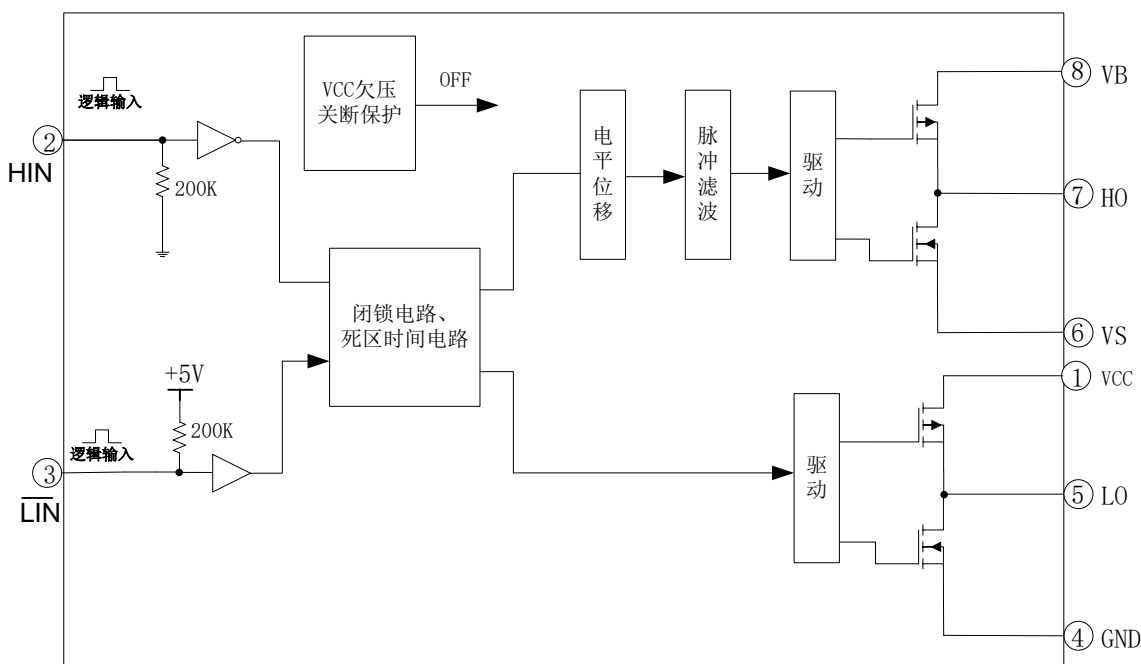 ⑧ VB
VCC欠压
关断保护
OFF
逻辑输入
② HIN
200K
电平位移
脉冲滤波
驱动
⑦ HO
闭锁电路、
死区时间电路
⑥ VS
① VCC
+5V
200K
逻辑输入
③ LIN
驱动
⑤ LO
④ GND